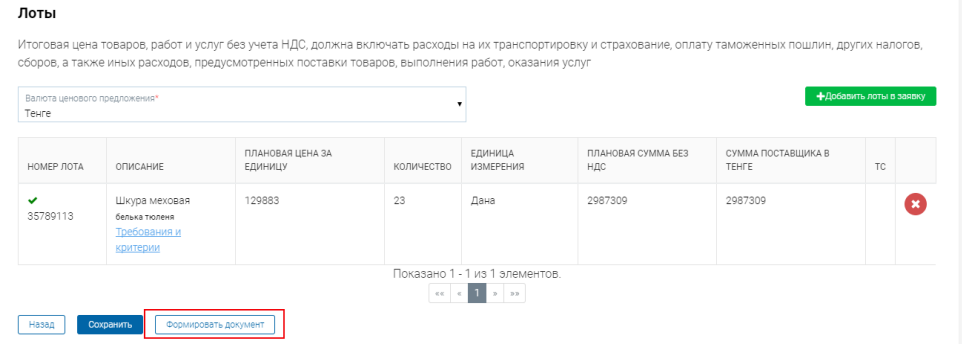 Лоты
Итоговая цена товаров, работ и услуг без учета НДС, должна включать расходы на их транспортировку и страхование, оплату таможенных пошлин, других налогов,
сборов, а также иных расходов, предусмотренных поставки товаров, выполнения работ, оказания услуг
Валюта ценового предложения*
Тенге
+Добавить лоты в заявку
НОМЕР ЛОТА ОПИСАНИЕ ПЛАНОВАЯ ЦЕНА ЗА КОЛИЧЕСТВО ЕДИНИЦА ПЛАНОВАЯ СУММА БЕЗ СУММА ПОСТАВЩИКА В ТС
ЕДИНИЦУ ИЗМЕРЕНИЯ НДС ТЕНГЕ
Шкура меховая 129883 23 Дана 2987309 2987309
35789113 белька тюленя
Требования и
критерии
Показано 1 - 1 из 1 элементов.
«« « 1 » »»
Назад Сохранить Формировать документ